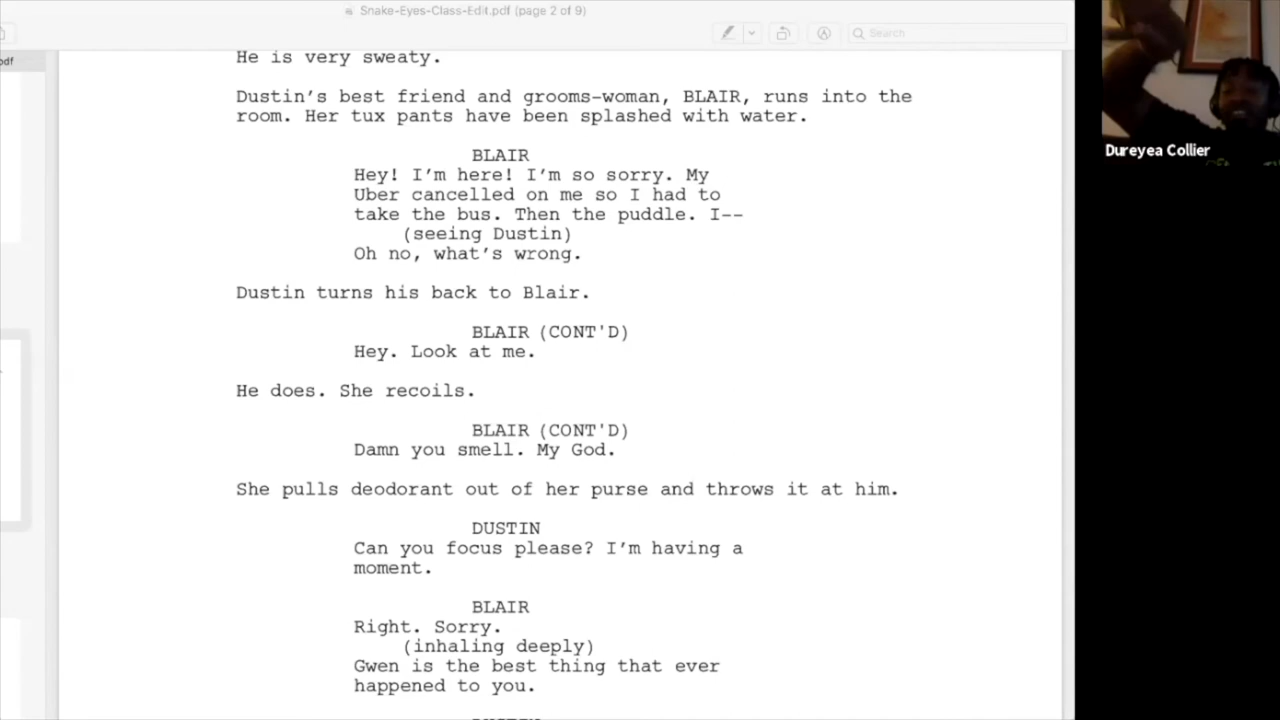 Snake-Eyes-Class-Edit.pdf (page 2 of 9)
Search
pdf
He is very sweaty.
Dustin's best friend and grooms-woman, BLAIR, runs into the
room. Her tux pants have been splashed with water.
BLAIR
Hey! I'm here! I'm so sorry. My
Uber cancelled on me so I had to
take the bus. Then the puddle. I--
(seeing Dustin)
Oh no, what's wrong.
Dustin turns his back to Blair.
BLAIR (CONT'D)
Hey. Look at me.
He does. She recoils.
BLAIR (CONT'D)
Damn you smell. My God.
She pulls deodorant out of her purse and throws it at him.
DUSTIN
Can you focus please? I'm having a
moment.
BLAIR
Right. Sorry.
(inhaling deeply)
Gwen is the best thing that ever
happened to you.
Dureyea Collier